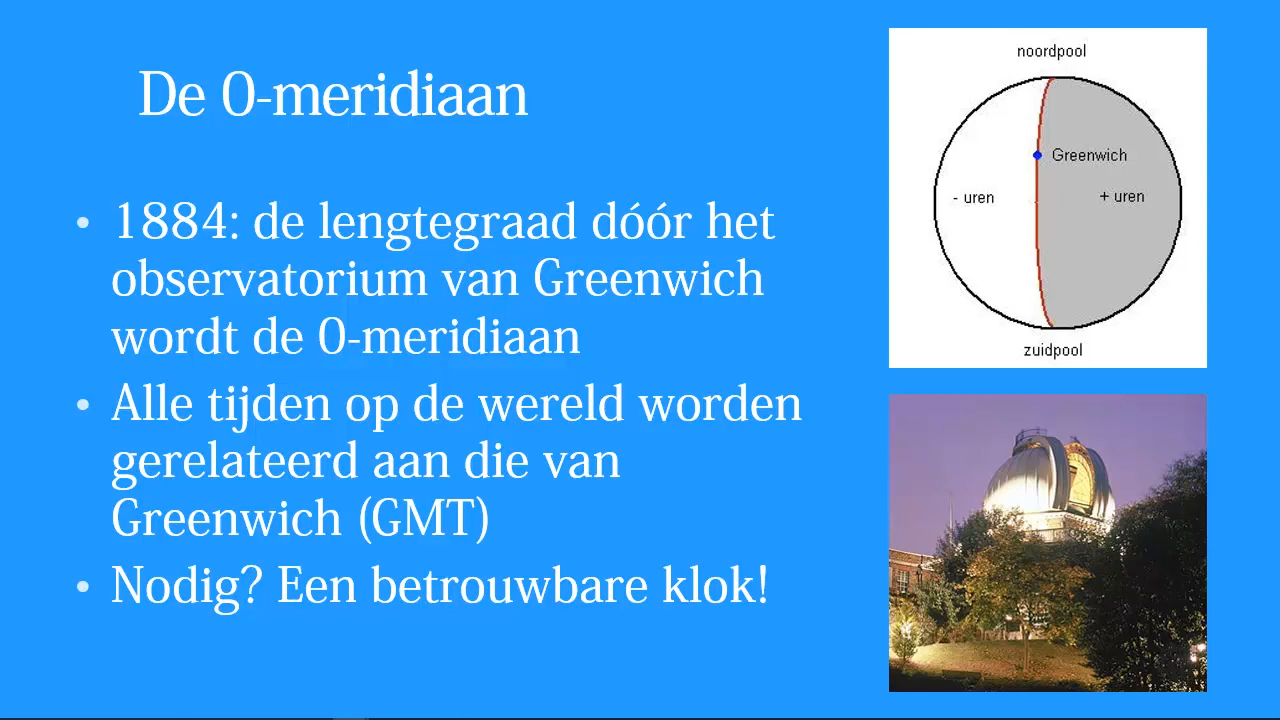 De 0-meridiaan
• 1884: de lengtegraad dóór het
observatorium van Greenwich
wordt de 0-meridiaan
• Alle tijden op de wereld worden
gerelateerd aan die van
Greenwich (GMT)
• Nodig? Een betrouwbare klok!
noordpool
Greenwich
- uren
+ uren
zuidpool